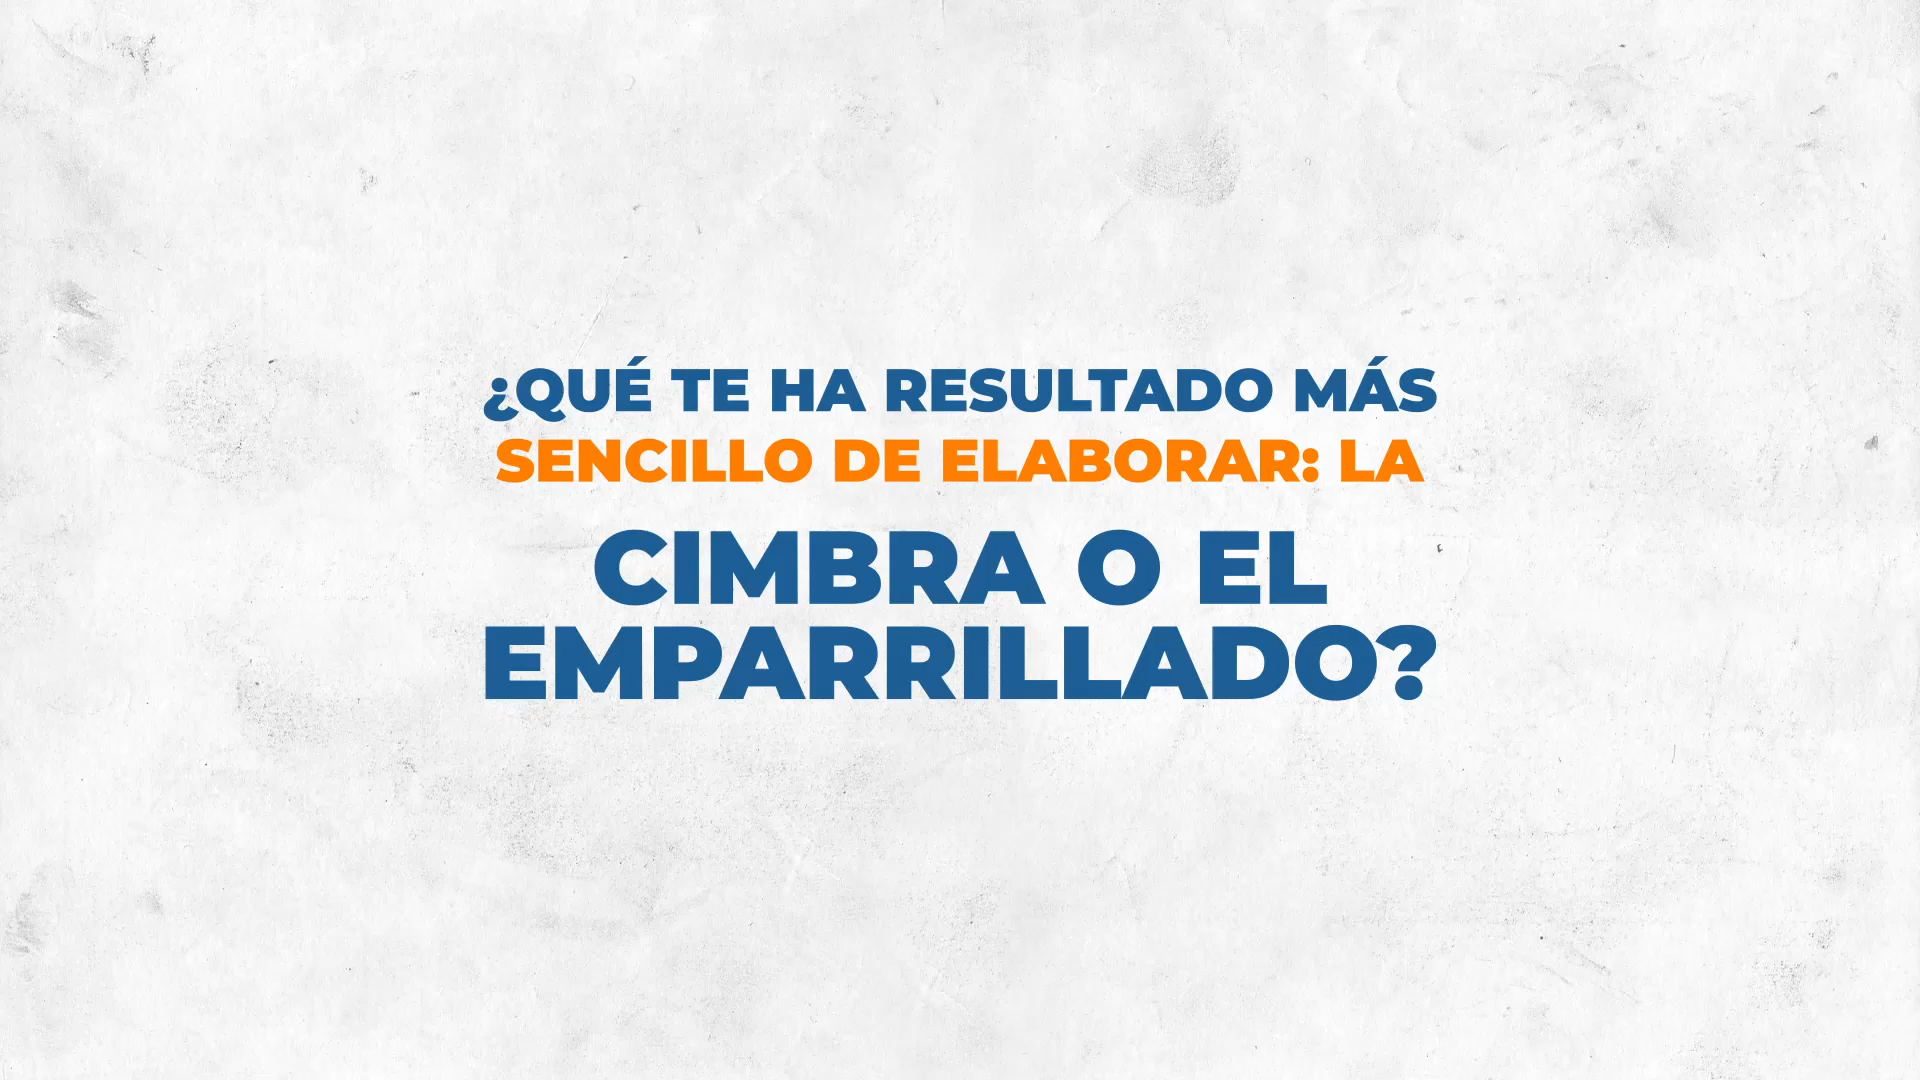 ¿QUÉ TE HA RESULTADO MÁS
SENCILLO DE ELABORAR: LA
CIMBRA O EL
EMPARRILLADO?